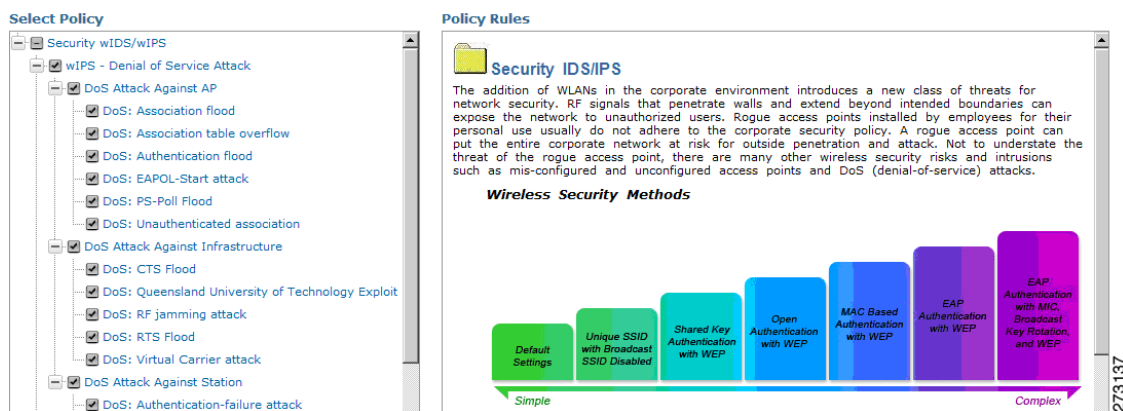 Select Policy
Security wIDS/wIPS
wIPS - Denial of Service Attack
DoS Attack Against AP
DoS: Association flood
DoS: Association table overflow
DoS: Authentication flood
DoS: EAPOL-Start attack
DoS: PS-Poll Flood
DoS: Unauthenticated association
DoS Attack Against Infrastructure
DoS: CTS Flood
DoS: Queensland University of Technology Exploit
DoS: RF jamming attack
DoS: RTS Flood
DoS: Virtual Carrier attack
DoS Attack Against Station
DoS: Authentication-failure attack
Policy Rules
Security IDS/IPS
The addition of WLANs in the corporate environment introduces a new class of threats for
network security. RF signals that penetrate walls and extend beyond intended boundaries can
expose the network to unauthorized users. Rogue access points installed by employees for their
personal use usually do not adhere to the corporate security policy. A rogue access point can
put the entire corporate network at risk for outside penetration and attack. Not to understate the
threat of the rogue access point, there are many other wireless security risks and intrusions
such as mis-configured and unconfigured access points and DoS (denial-of-service) attacks.
Wireless Security Methods
Default
Settings
Unique SSID
with Broadcast
SSID Disabled
Shared Key
Authentication
with WEP
Open
Authentication
with WEP
MAC Based
Authentication
with WEP
EAP
Authentication
with WEP
EAP
Authentication
with MIC,
Broadcast
Key Rotation,
and WEP
Simple
Complex
273137